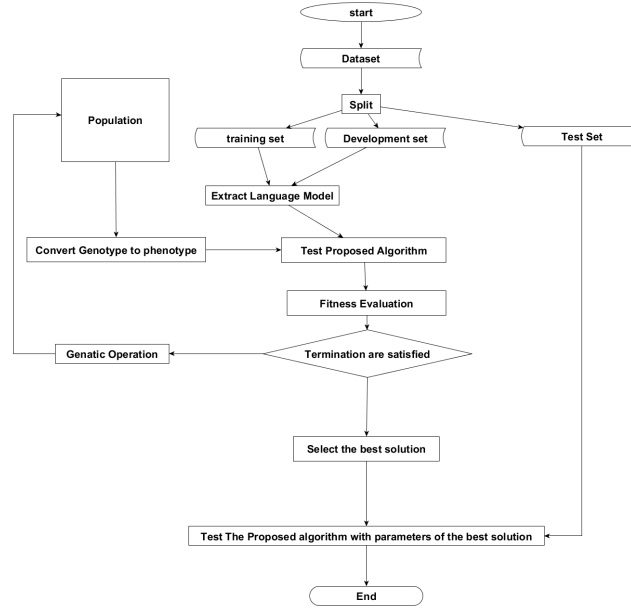 start
Dataset
Split
Population
training set
Development set
Test Set
Extract Language Model
Convert Genotype to phenotype
Test Proposed Algorithm
Fitness Evaluation
Genatic Operation
Termination are satisfied
Select the best solution
Test The Proposed algorithm with parameters of the best solution
End